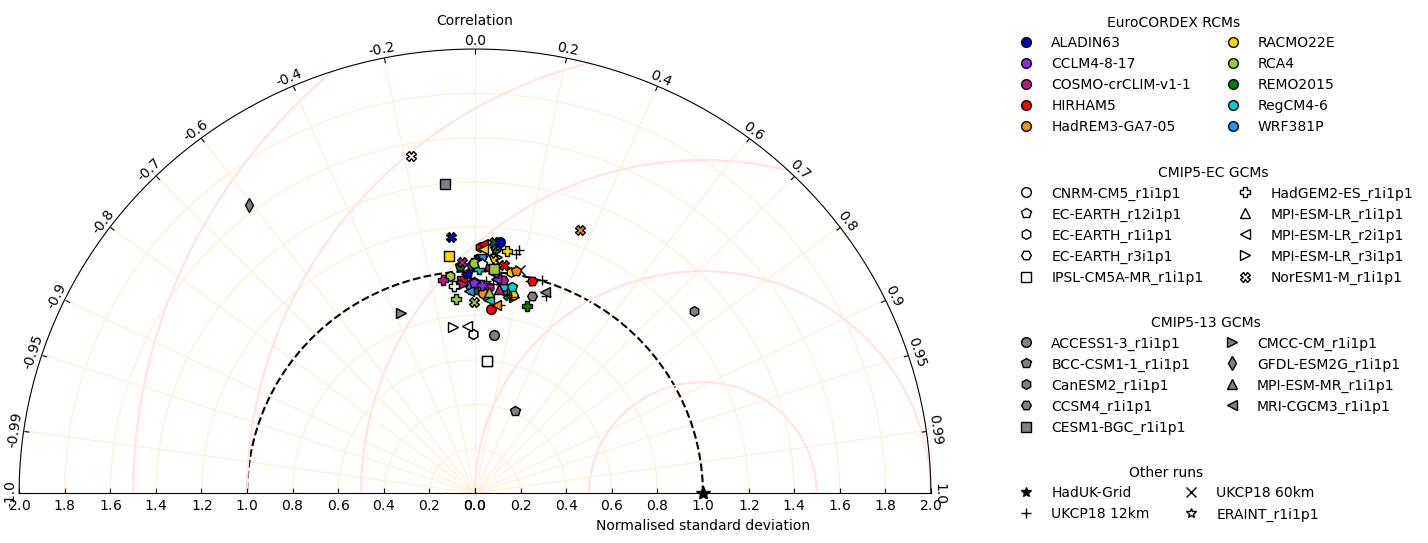 Correlation
-1.0
-0.99
-0.95
-0.9
-0.8
-0.7
-0.6
-0.4
-0.2
0.0
0.2
0.4
0.6
0.7
0.8
0.9
0.95
0.99
1.0
2.0 1.8 1.6 1.4 1.2 1.0 0.8 0.6 0.4 0.2 0.0 0.2 0.4 0.6 0.8 1.0 1.2 1.4 1.6 1.8 2.0
Normalised standard deviation
EuroCORDEX RCMs
ALADIN63 RACMO22E
CCLM4-8-17 RCA4
COSMO-crCLIM-v1-1 REMO2015
HIRHAM5 RegCM4-6
HadREM3-GA7-05 WRF381P
CMIP5-EC GCMs
CNRM-CM5_r1i1p1 HadGEM2-ES_r1i1p1
EC-EARTH_r12i1p1 MPI-ESM-LR_r1i1p1
EC-EARTH_r1i1p1 MPI-ESM-LR_r2i1p1
EC-EARTH_r3i1p1 MPI-ESM-LR_r3i1p1
IPSL-CM5A-MR_r1i1p1 NorESM1-M_r1i1p1
CMIP5-13 GCMs
ACCESS1-3_r1i1p1 CMCC-CM_r1i1p1
BCC-CSM1-1_r1i1p1 GFDL-ESM2G_r1i1p1
CanESM2_r1i1p1 MPI-ESM-MR_r1i1p1
CCSM4_r1i1p1 MRI-CGCM3_r1i1p1
CESM1-BGC_r1i1p1
Other runs
HadUK-Grid UKCP18 60km
UKCP18 12km ERAINT_r1i1p1